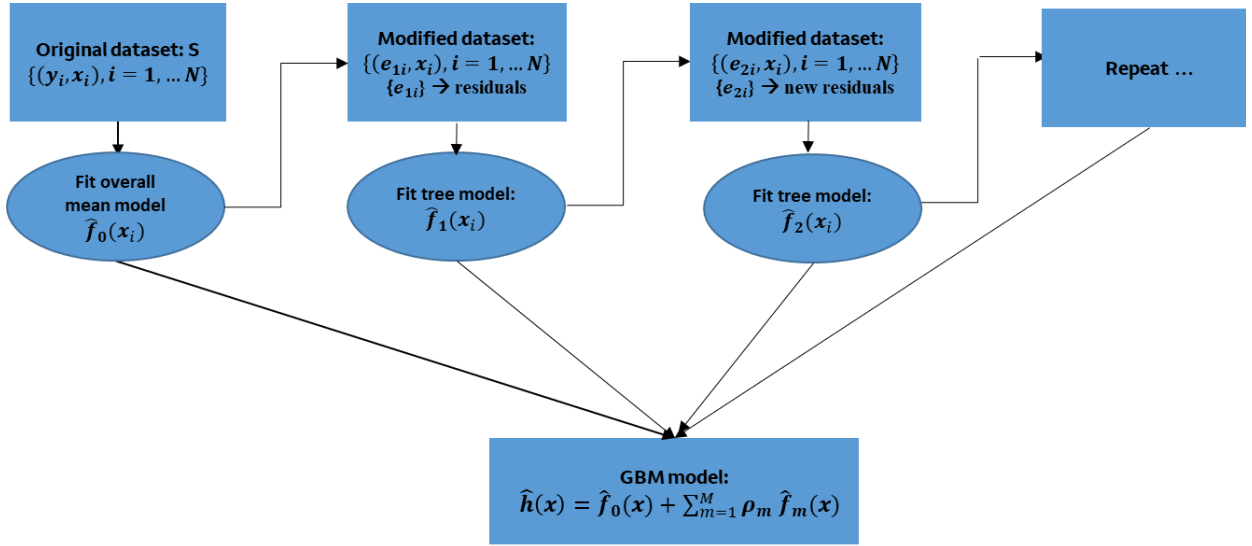 Original dataset: S
{(yᵢ, xᵢ), i = 1, … N}
Modified dataset:
{(e₁ᵢ, xᵢ), i = 1, … N}
{e₁ᵢ} → residuals
Modified dataset:
{(e₂ᵢ, xᵢ), i = 1, … N}
{e₂ᵢ} → new residuals
Repeat …
Fit overall
mean model
f̂₀(xᵢ)
Fit tree model:
f̂₁(xᵢ)
Fit tree model:
f̂₂(xᵢ)
GBM model:
ĥ(x) = f̂₀(x) + ∑ᴹₘ₌₁ ρₘ f̂ₘ(x)